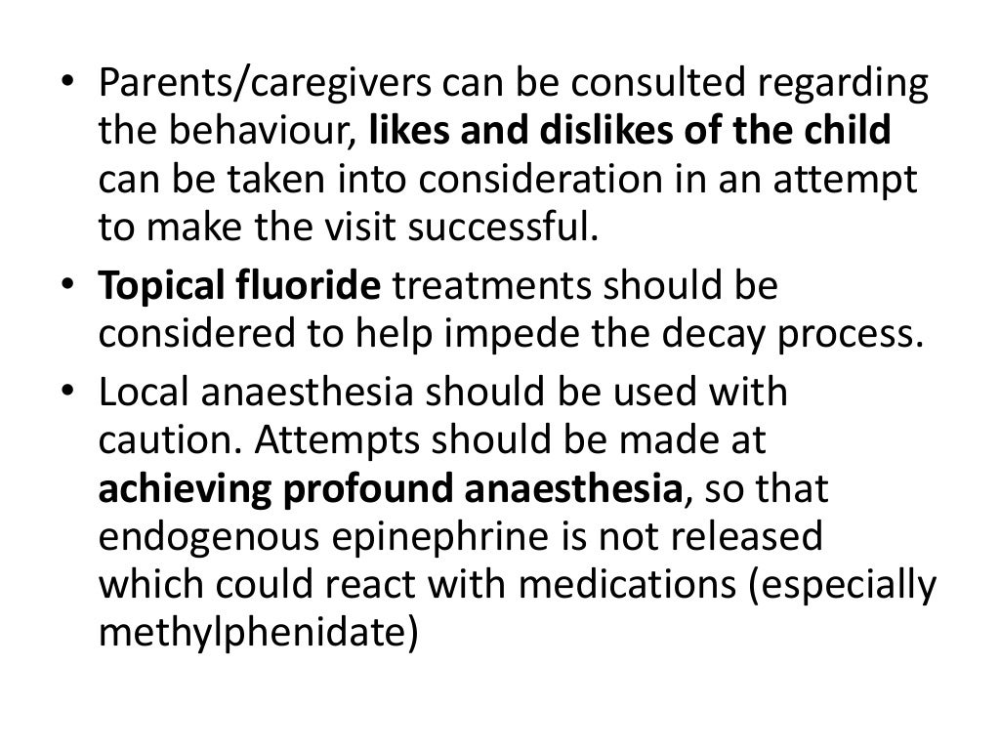 • Parents/caregivers can be consulted regarding
the behaviour, likes and dislikes of the child
can be taken into consideration in an attempt
to make the visit successful.
• Topical fluoride treatments should be
considered to help impede the decay process.
• Local anaesthesia should be used with
caution. Attempts should be made at
achieving profound anaesthesia, so that
endogenous epinephrine is not released
which could react with medications (especially
methylphenidate)